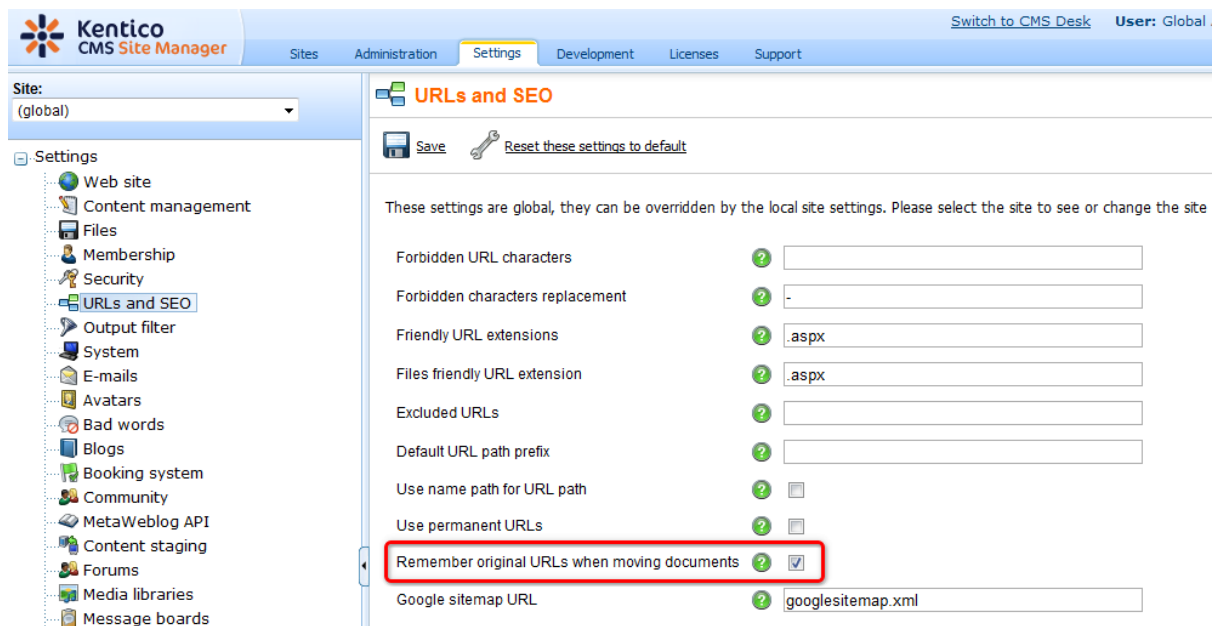 Kentico
CMS Site Manager
Switch to CMS Desk User: Global
Sites Administration Settings Development Licenses Support
Site:
(global)
Settings
Web site
Content management
Files
Membership
Security
URLs and SEO
Output filter
System
E-mails
Avatars
Bad words
Blogs
Booking system
Community
MetaWeblog API
Content staging
Forums
Media libraries
Message boards
URLs and SEO
Save Reset these settings to default
These settings are global, they can be overridden by the local site settings. Please select the site to see or change the site
Forbidden URL characters ?
Forbidden characters replacement ? -
Friendly URL extensions ? .aspx
Files friendly URL extension ? .aspx
Excluded URLs ?
Default URL path prefix ?
Use name path for URL path ?
Use permanent URLs ?
Remember original URLs when moving documents ?
Google sitemap URL ? googlesitemap.xml